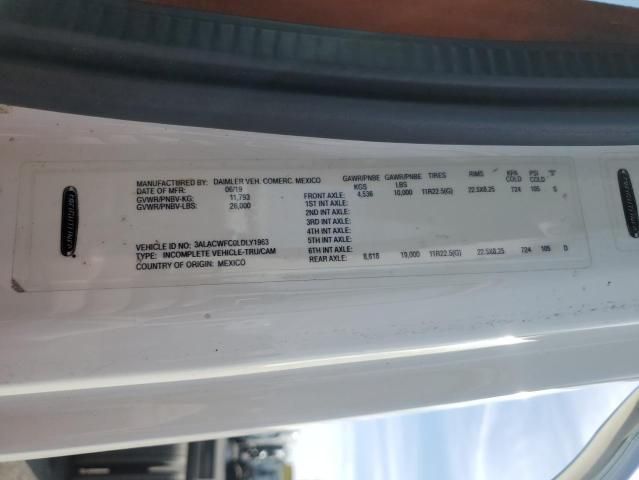 FREIGHTLINER
MANUFACTURED BY: DAIMLER VEH. COMERC. MEXICO
DATE OF MFR: 06/19
GVWR/PNBV-KG: 11,793
GVWR/PNBV-LBS: 26,000
VEHICLE ID: 3ALACWFC0LDLY1963
TYPE: INCOMPLETE VEHICLE-TRU/CAM
COUNTRY OF ORIGIN: MEXICO
GAWR/PNBE GAWR/PNBE TIRES RIMS KPA PSI "S"
KGS LBS COLD COLD
FRONT AXLE: 4,536 10,000 11R22.5(G) 22.5X8.25 724 105 S
1ST INT AXLE:
2ND INT AXLE:
3RD INT AXLE:
4TH INT AXLE:
5TH INT AXLE:
6TH INT AXLE:
REAR AXLE: 8,618 19,000 11R22.5(G) 22.5X8.25 724 105 D